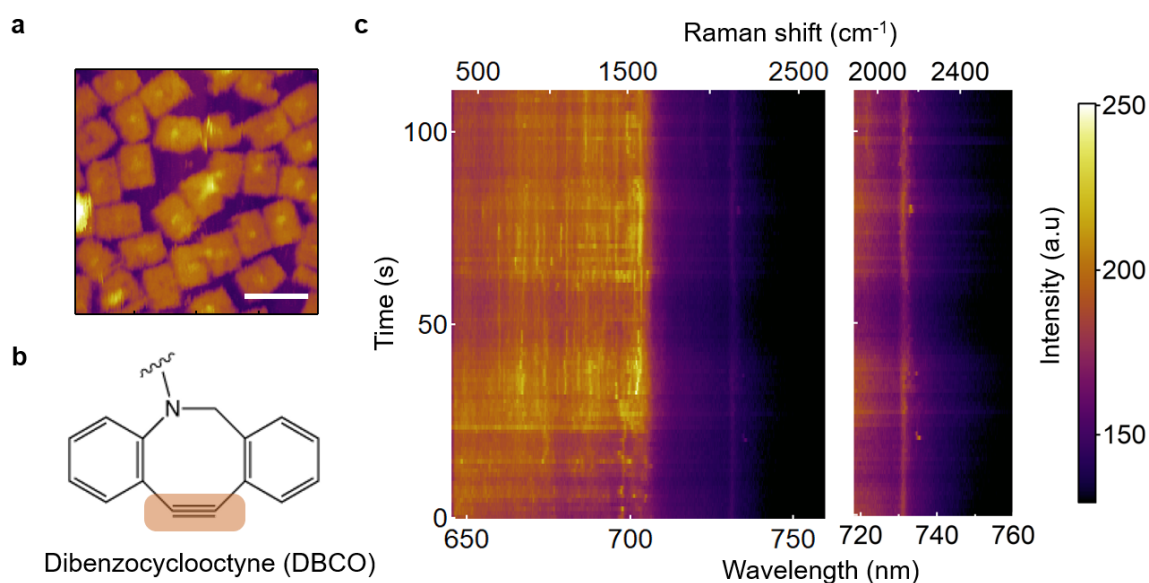 a
b
N
Dibenzocyclooctyne (DBCO)
c
Raman shift (cm-1)
500 1500 2500 2000 2400
100
50
0
Time (s)
650 700 750 720 740 760
Wavelength (nm)
250
200
150
Intensity (a.u)